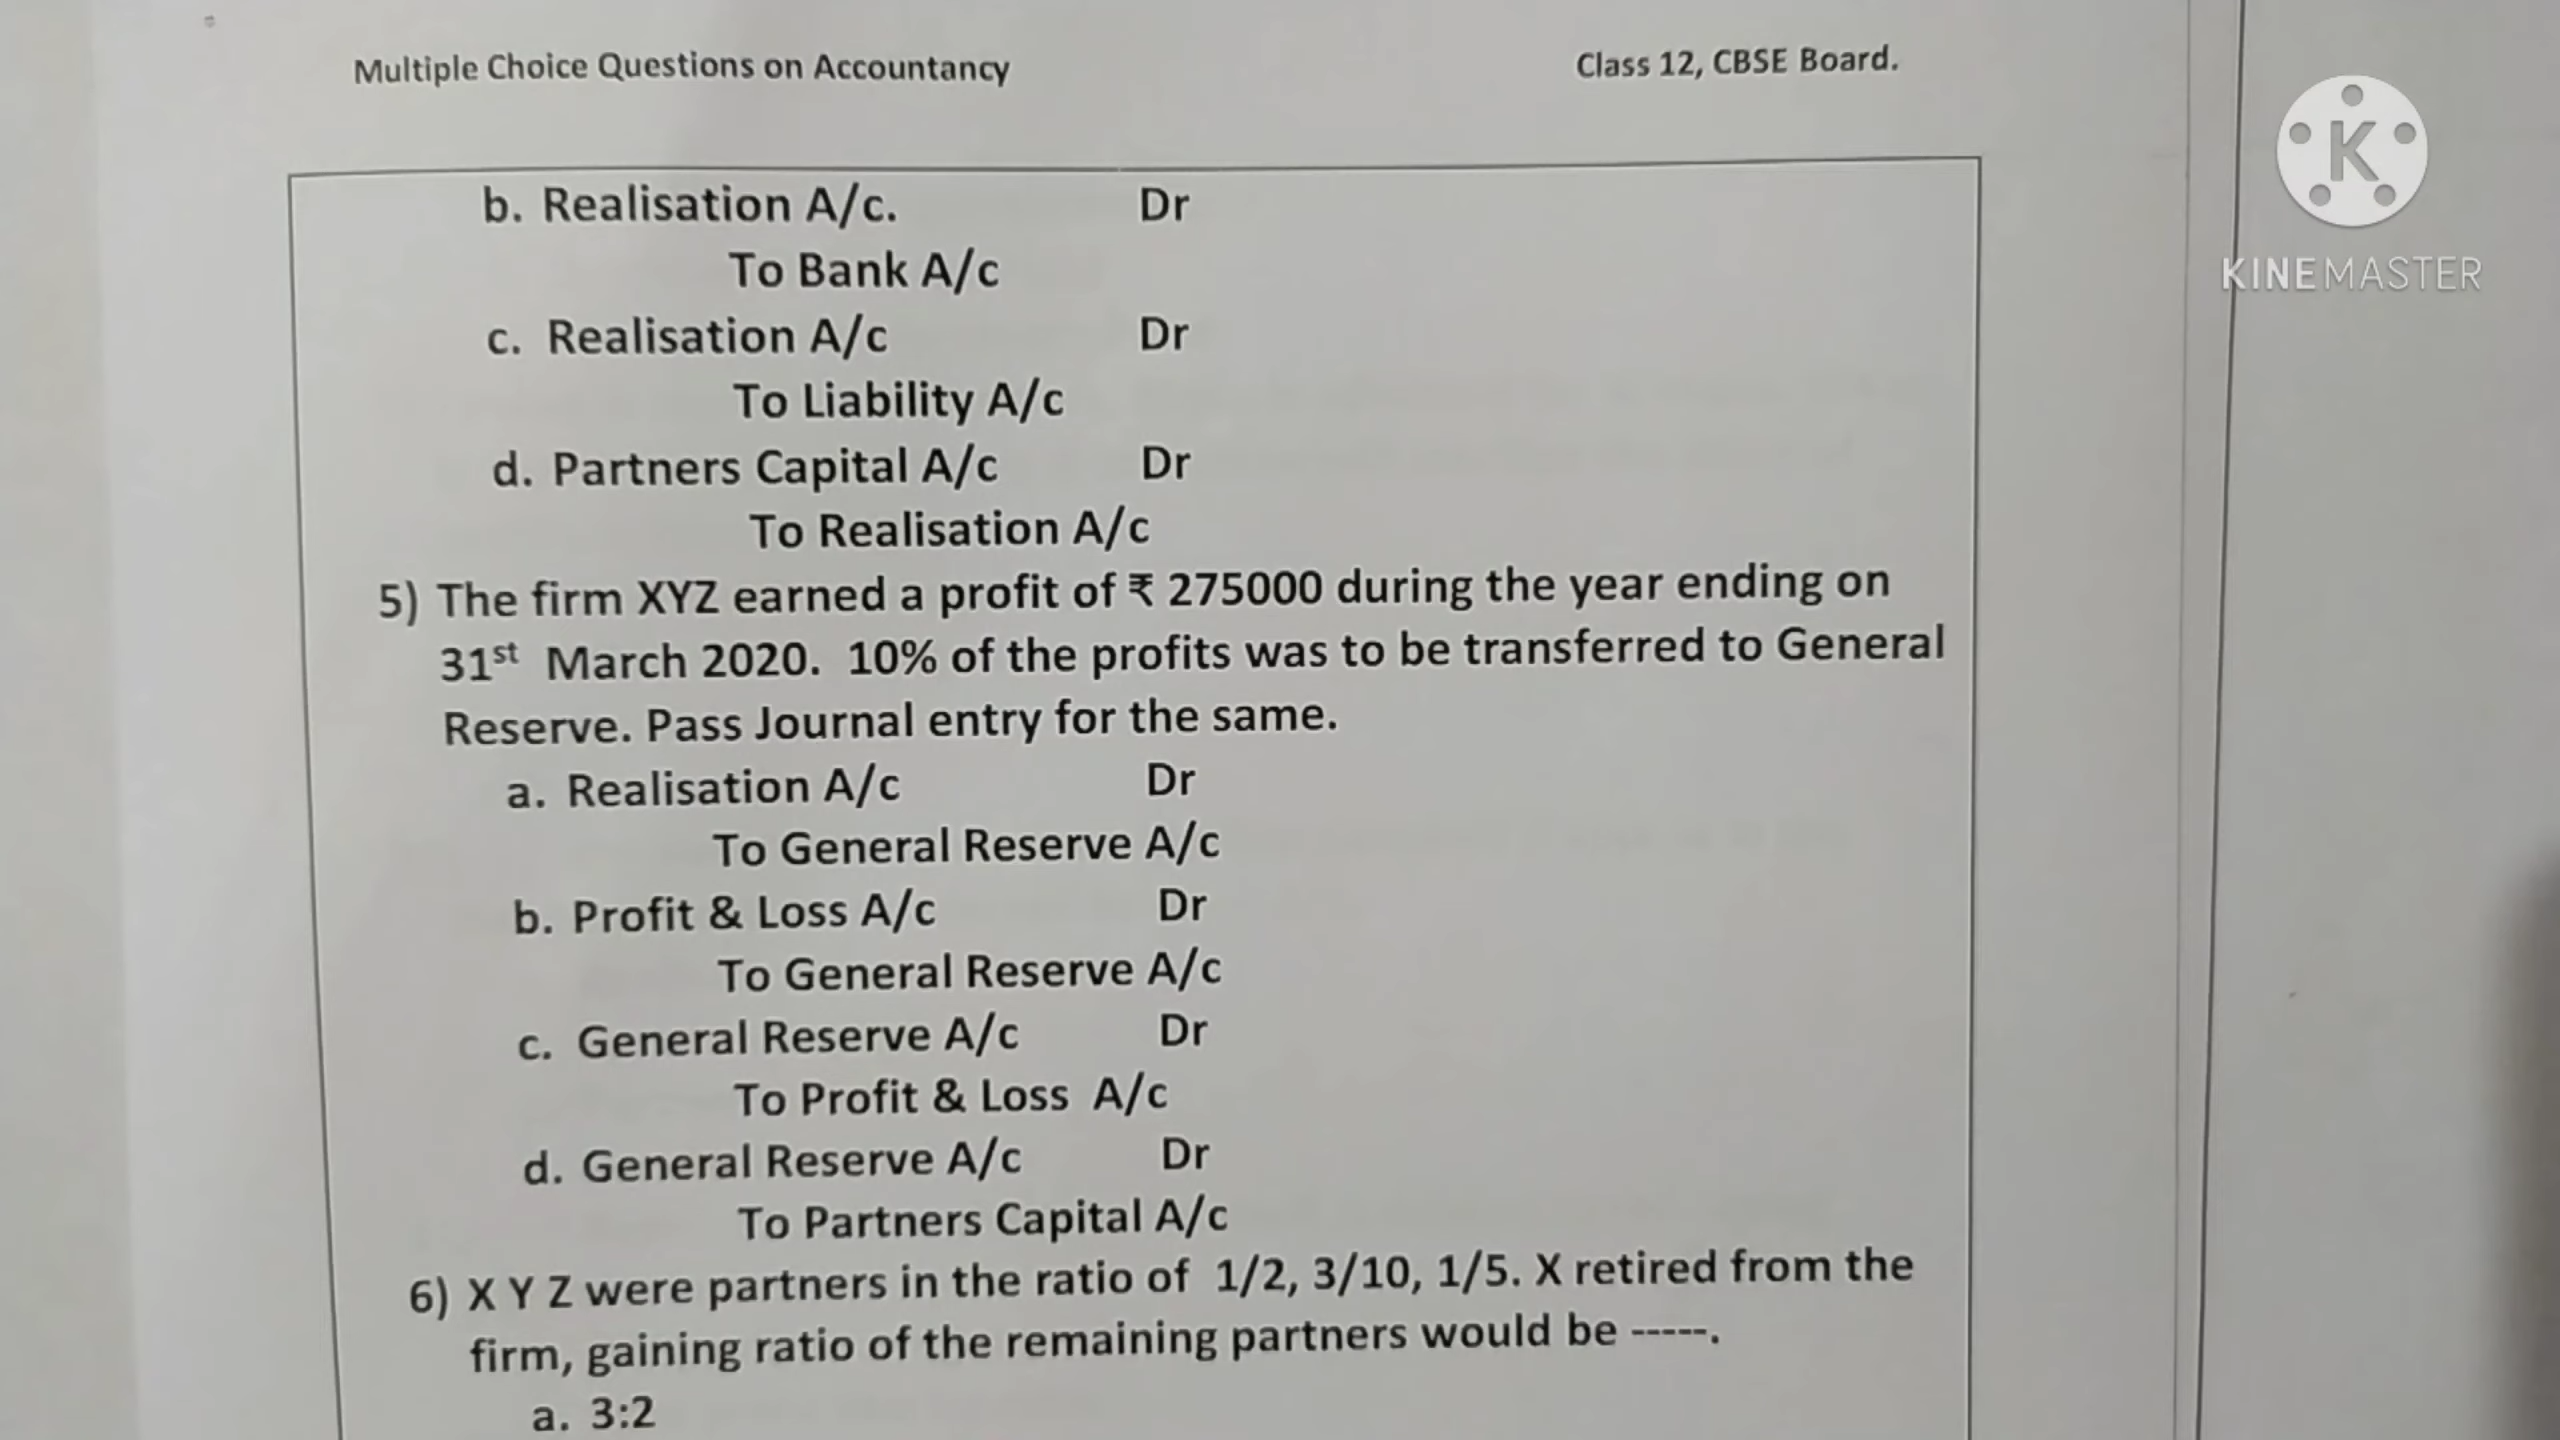 Multiple Choice Questions on Accountancy
Class 12, CBSE Board.
KINEMASTER
b. Realisation A/c. Dr
To Bank A/c
c. Realisation A/c Dr
To Liability A/c
d. Partners Capital A/c Dr
To Realisation A/c
5) The firm XYZ earned a profit of ₹ 275000 during the year ending on
31st March 2020. 10% of the profits was to be transferred to General
Reserve. Pass Journal entry for the same.
a. Realisation A/c Dr
To General Reserve A/c
b. Profit & Loss A/c Dr
To General Reserve A/c
c. General Reserve A/c Dr
To Profit & Loss A/c
d. General Reserve A/c Dr
To Partners Capital A/c
6) X Y Z were partners in the ratio of 1/2, 3/10, 1/5. X retired from the
firm, gaining ratio of the remaining partners would be -----.
a. 3:2